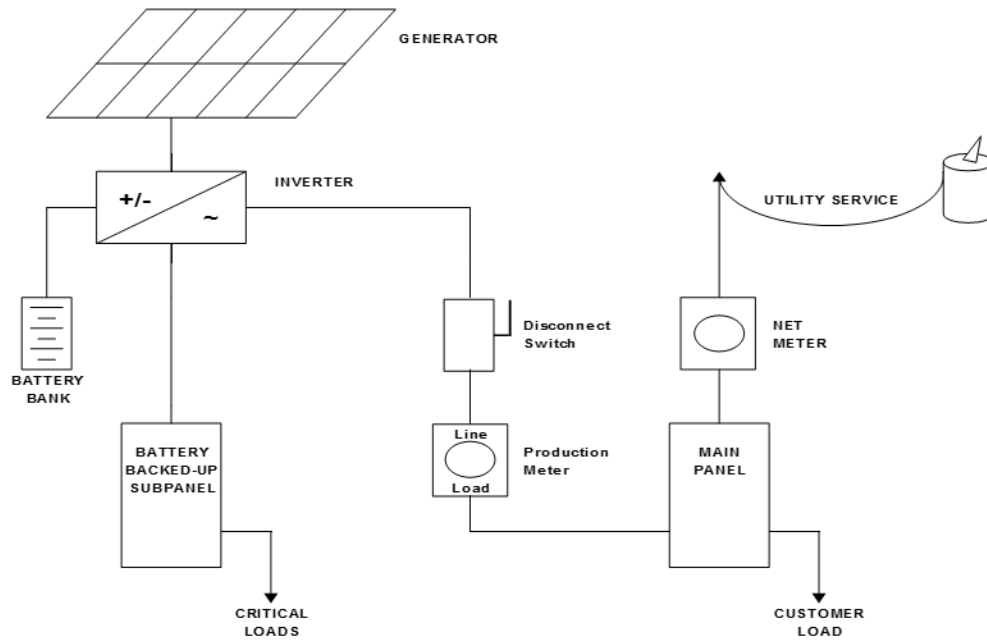 GENERATOR
INVERTER
+/-
~
UTILITY SERVICE
Disconnect
Switch
NET
METER
BATTERY
BANK
BATTERY
BACKED-UP
SUBPANEL
Line
Load
Production
Meter
MAIN
PANEL
CRITICAL
LOADS
CUSTOMER
LOAD